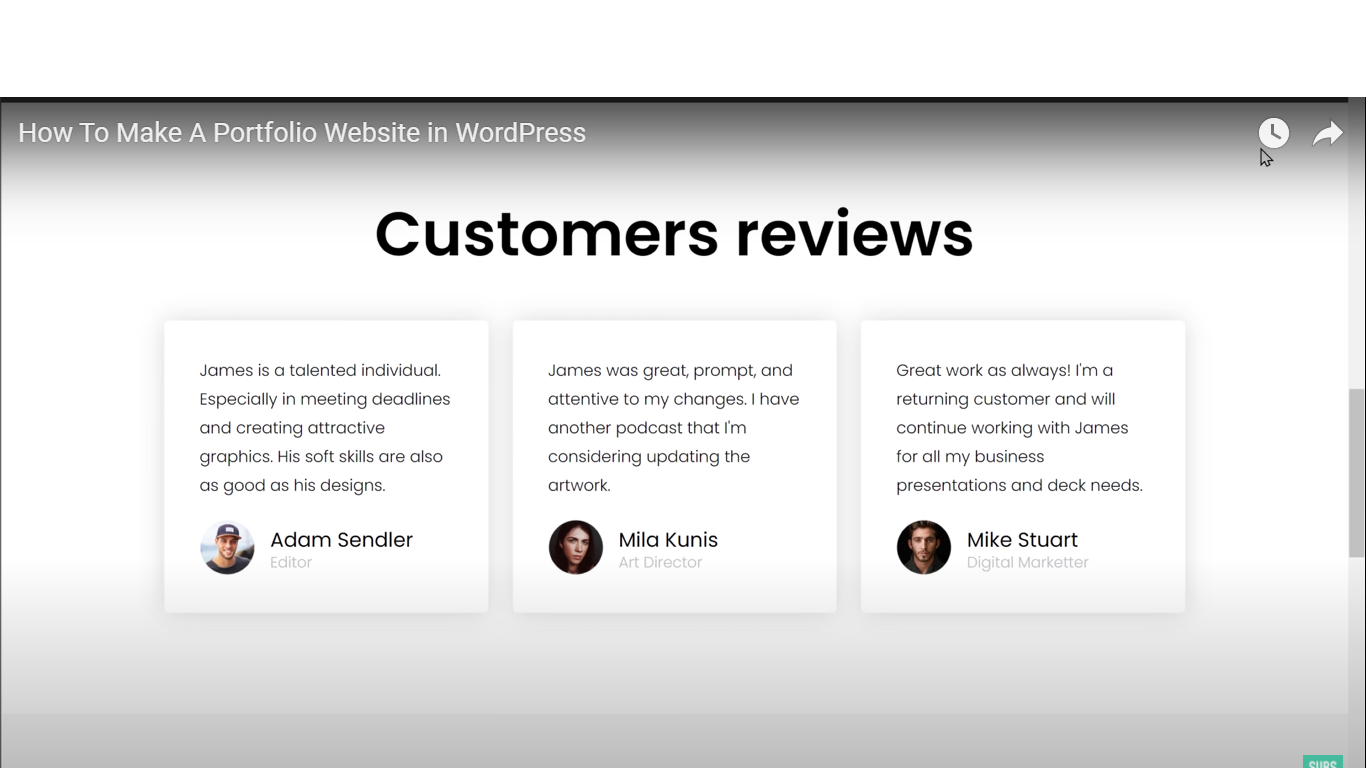 How To Make A Portfolio Website in WordPress
Customers reviews
James is a talented individual.
Especially in meeting deadlines
and creating attractive
graphics. His soft skills are also
as good as his designs.
Adam Sendler
Editor
James was great, prompt, and
attentive to my changes. I have
another podcast that I'm
considering updating the
artwork.
Mila Kunis
Art Director
Great work as always! I'm a
returning customer and will
continue working with James
for all my business
presentations and deck needs.
Mike Stuart
Digital Marketter
SUBS